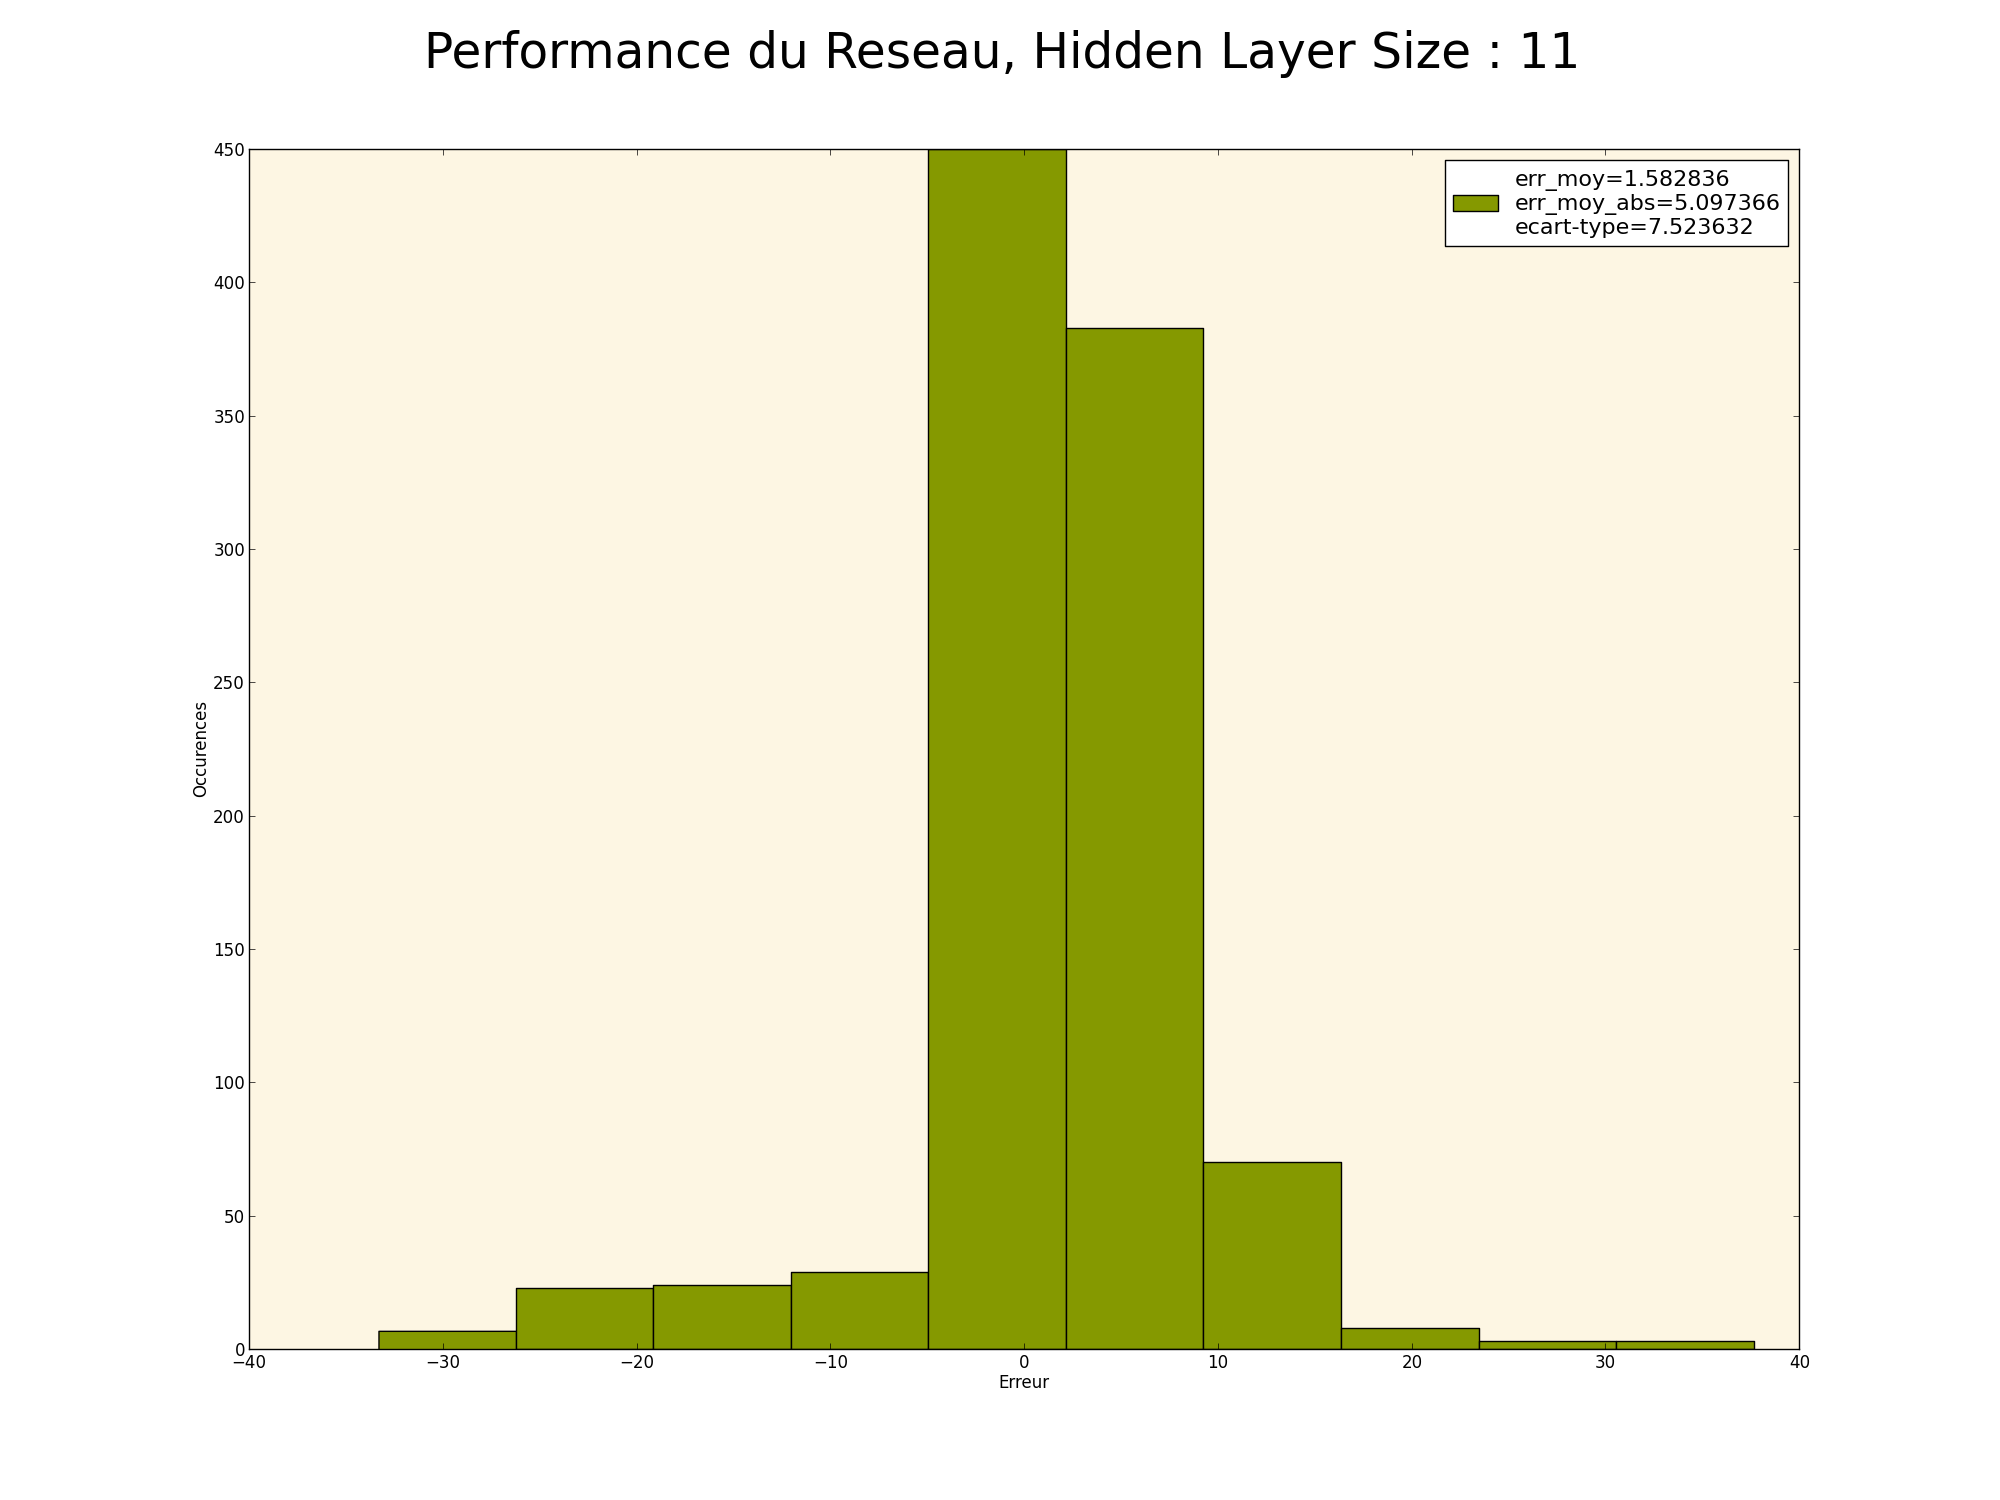 Performance du Reseau, Hidden Layer Size : 11
450
400
350
300
250
200
150
100
50
0
Occurences
err_moy=1.582836
err_moy_abs=5.097366
ecart-type=7.523632
−40 −30 −20 −10 0 10 20 30 40
Erreur